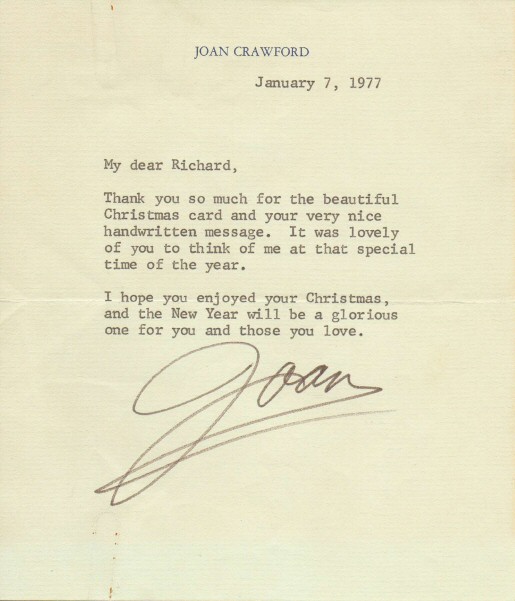 JOAN CRAWFORD
January 7, 1977
My dear Richard,
Thank you so much for the beautiful
Christmas card and your very nice
handwritten message. It was lovely
of you to think of me at that special
time of the year.
I hope you enjoyed your Christmas,
and the New Year will be a glorious
one for you and those you love.
Joan